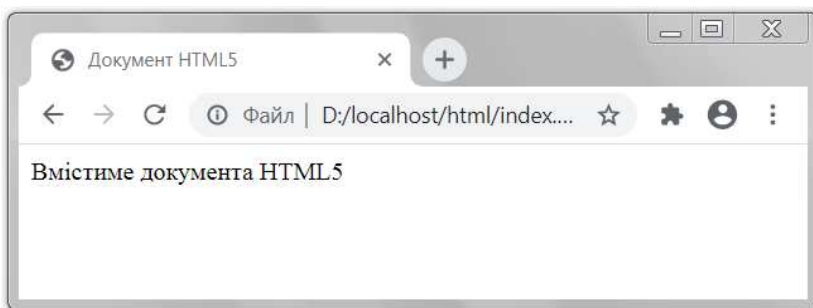 Документ HTML5
Файл | D:/localhost/html/index....
Вмістиме документа HTML5